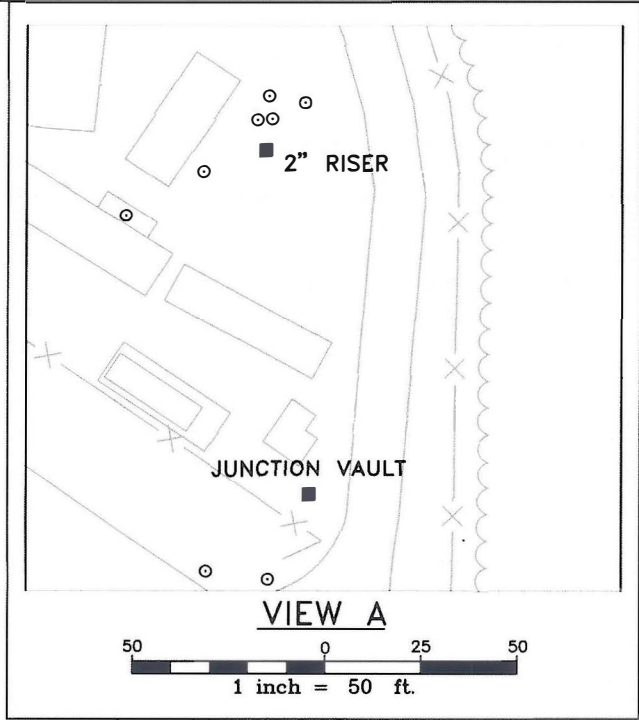 2” RISER
JUNCTION VAULT
VIEW A
50 0 25 50
1 inch = 50 ft.